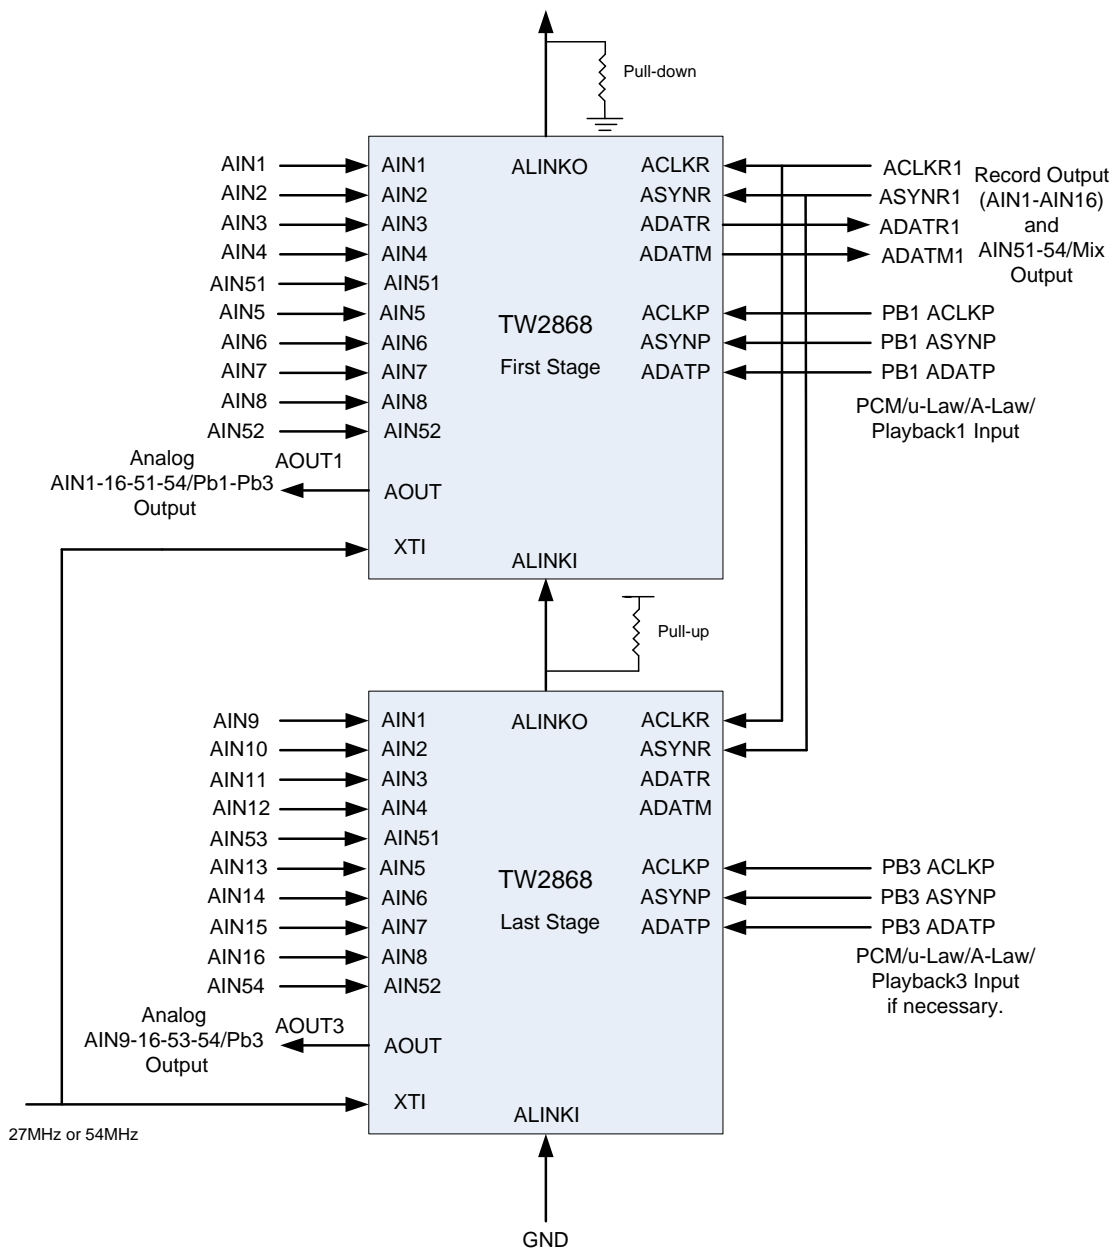 Pull-down
AIN1 AIN1 ALINKO ACLKR ACLKR1
AIN2 AIN2 ASYNR ASYNR1
AIN3 AIN3 ADATR ADATR1
AIN4 AIN4 ADATM ADATM1
Record Output
(AIN1-AIN16)
and
AIN51-54/Mix
Output
AIN51 AIN51
AIN5 AIN5 ACLKP PB1 ACLKP
TW2868
AIN6 AIN6 ASYNP PB1 ASYNP
First Stage
AIN7 AIN7 ADATP PB1 ADATP
AIN8 AIN8
PCM/u-Law/A-Law/
Playback1 Input
AIN52 AIN52
Analog
AIN1-16-51-54/Pb1-Pb3
Output
AOUT1 AOUT
XTI
ALINKI
Pull-up
AIN9 AIN1 ALINKO ACLKR
AIN10 AIN2 ASYNR
AIN11 AIN3 ADATR
AIN12 AIN4 ADATM
AIN53 AIN51
AIN13 AIN5 ACLKP PB3 ACLKP
TW2868
AIN14 AIN6 ASYNP PB3 ASYNP
Last Stage
AIN15 AIN7 ADATP PB3 ADATP
AIN16 AIN8
PCM/u-Law/A-Law/
Playback3 Input
if necessary.
AIN54 AIN52
Analog
AIN9-16-53-54/Pb3
Output
AOUT3 AOUT
XTI
27MHz or 54MHz
ALINKI
GND